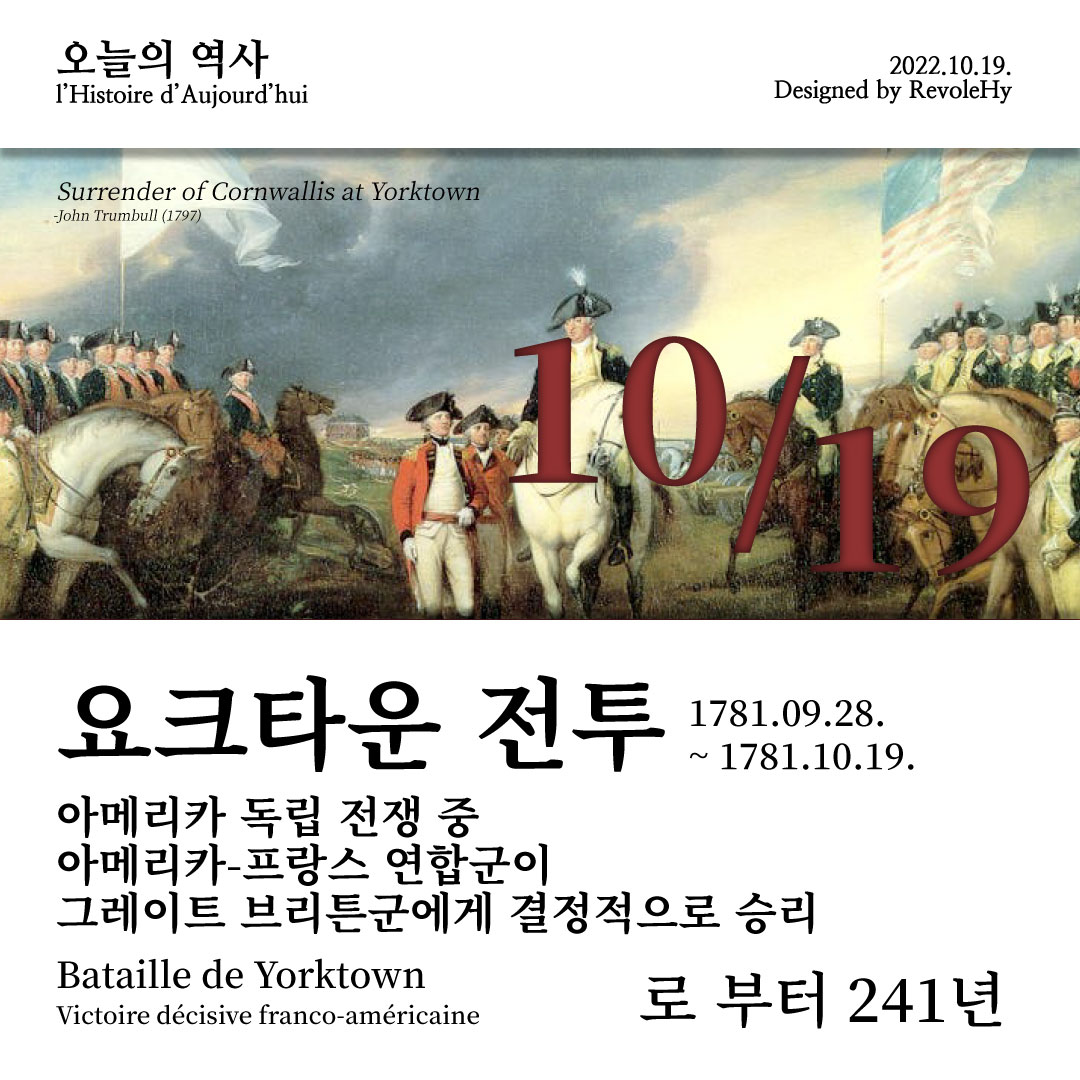 오늘의 역사
l’Histoire d’Aujourd’hui
2022.10.19.
Designed by RevoleHy
Surrender of Cornwallis at Yorktown
-John Trumbull (1797)
10/19
요크타운 전투
1781.09.28.
~ 1781.10.19.
아메리카 독립 전쟁 중
아메리카-프랑스 연합군이
그레이트 브리튼군에게 결정적으로 승리
Bataille de Yorktown
Victoire décisive franco-américaine
로 부터 241년